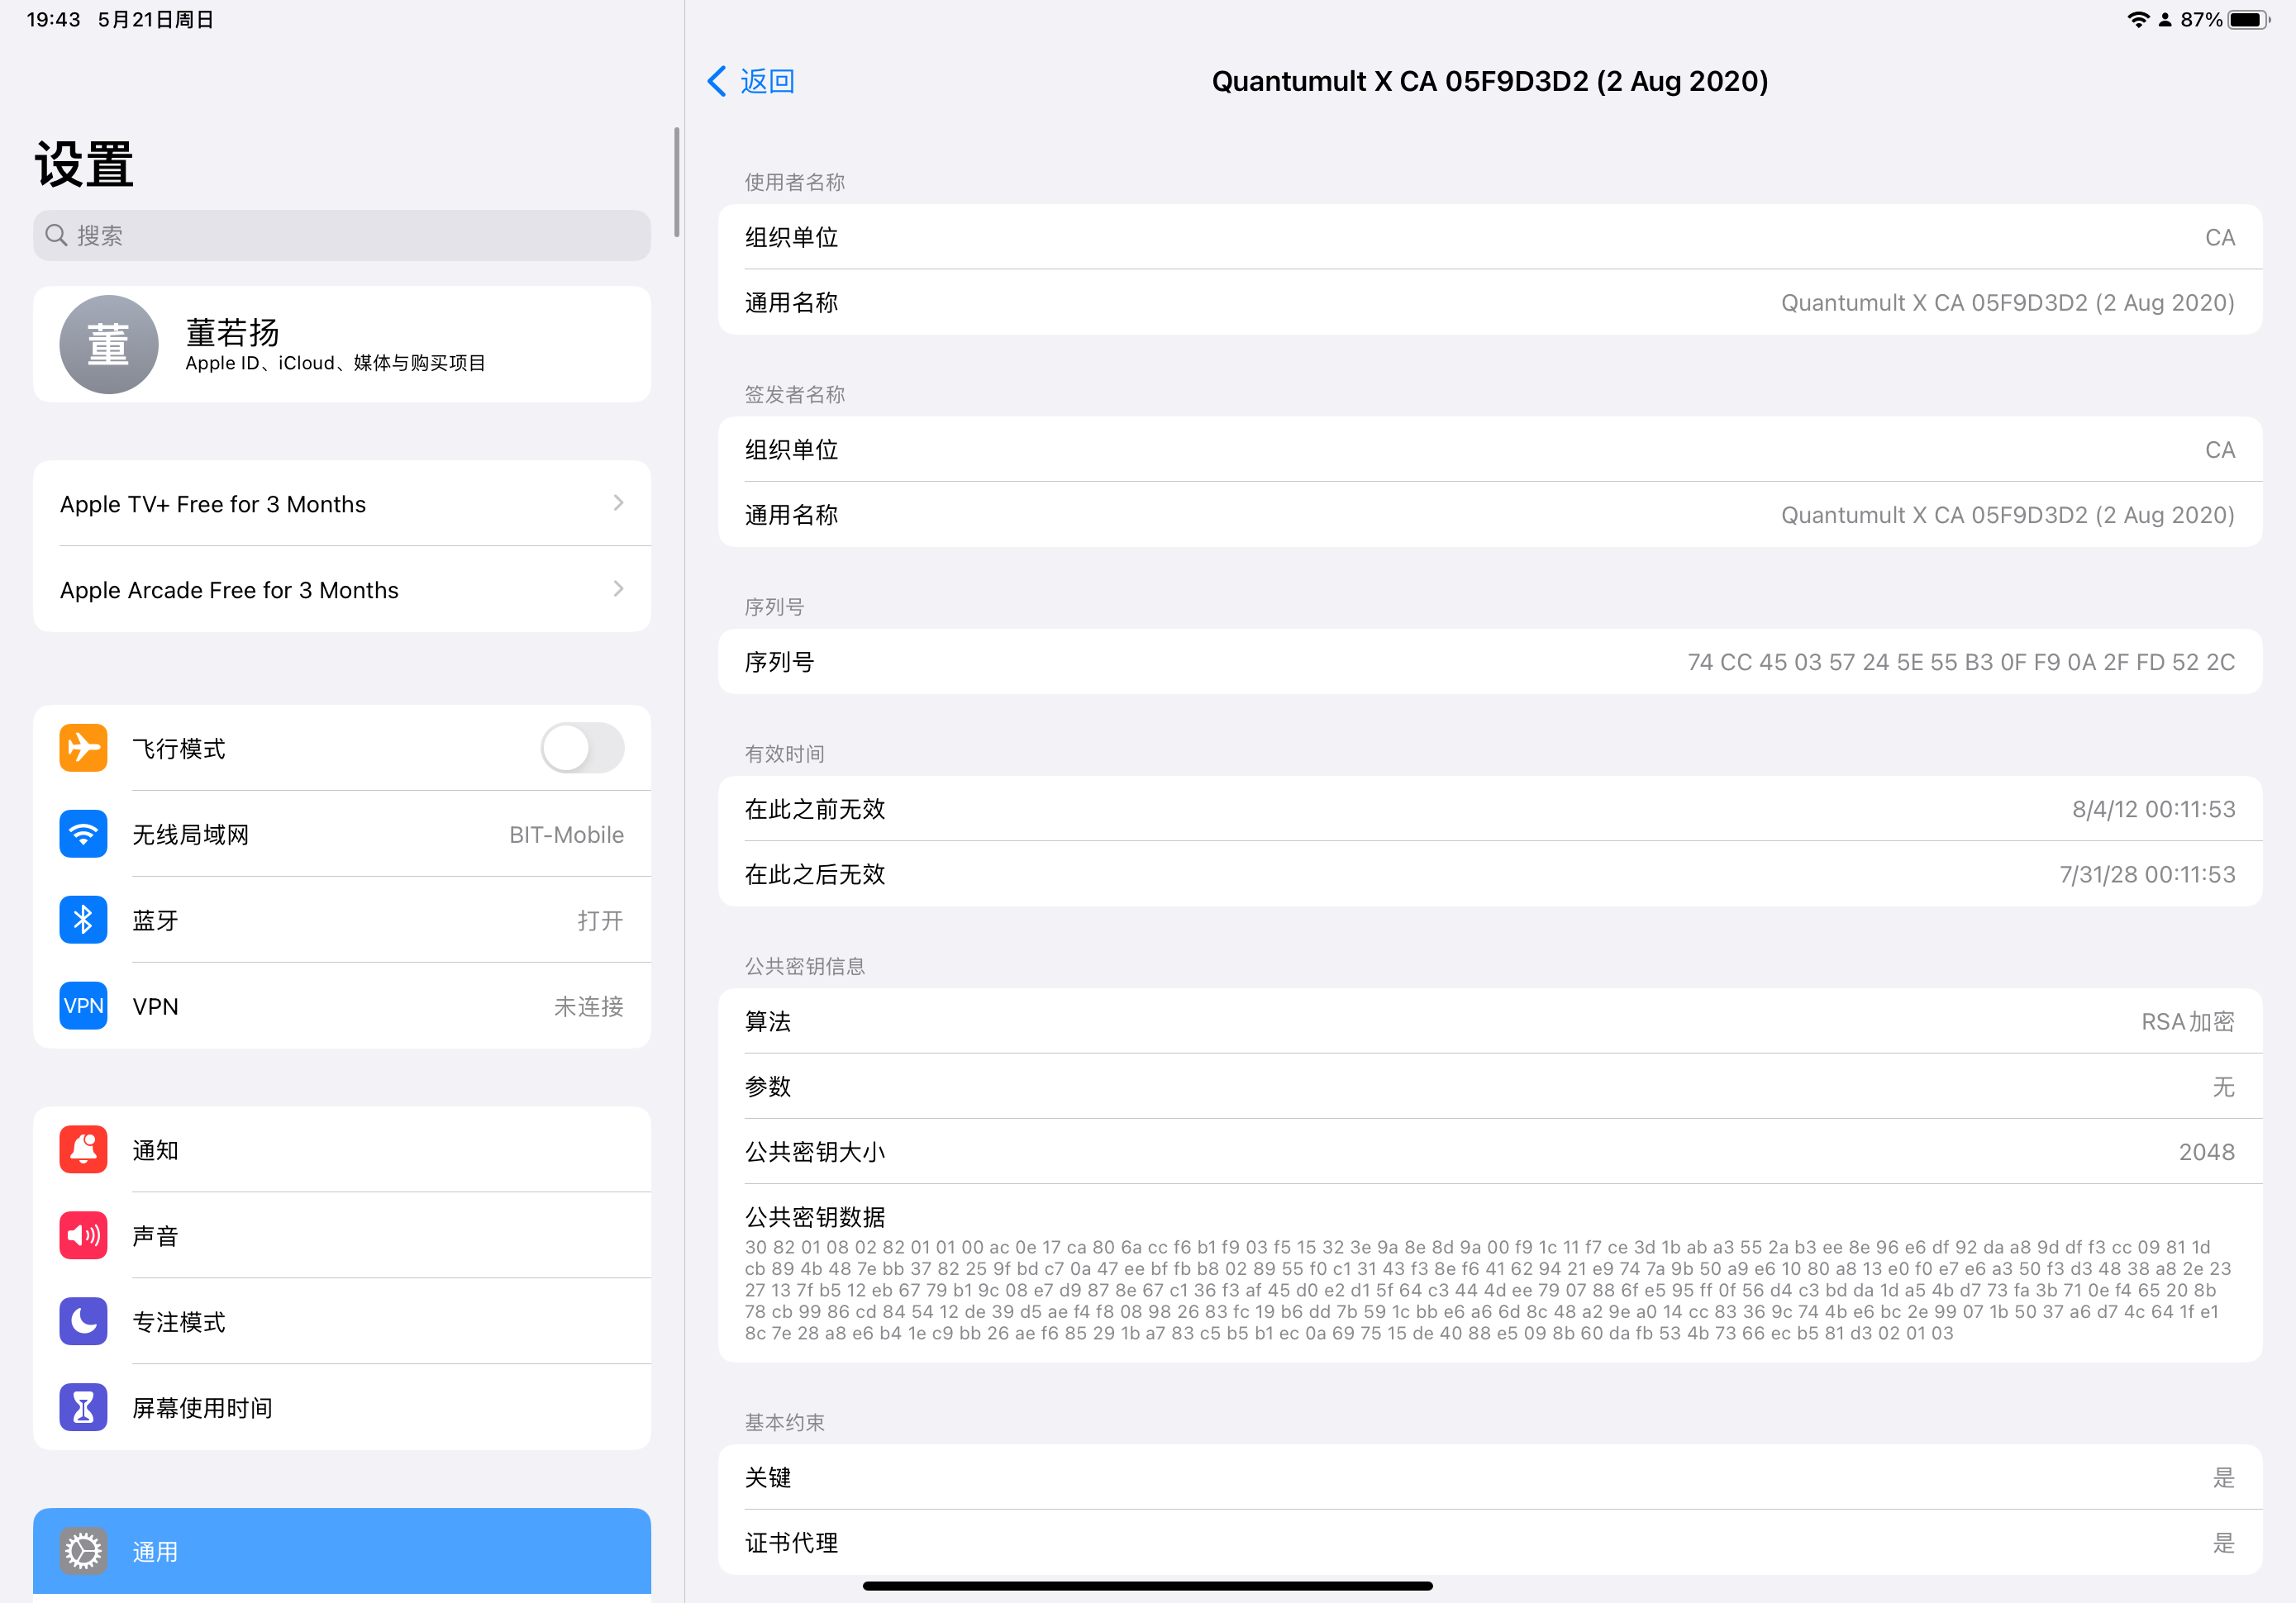 19:43 5月21日周日
87%
设置
搜索
董
董若扬
Apple ID、iCloud、媒体与购买项目
Apple TV+ Free for 3 Months
Apple Arcade Free for 3 Months
飞行模式
无线局域网 BIT-Mobile
蓝牙 打开
VPN VPN 未连接
通知
声音
专注模式
屏幕使用时间
通用
返回
Quantumult X CA 05F9D3D2 (2 Aug 2020)
使用者名称
组织单位 CA
通用名称 Quantumult X CA 05F9D3D2 (2 Aug 2020)
签发者名称
组织单位 CA
通用名称 Quantumult X CA 05F9D3D2 (2 Aug 2020)
序列号
序列号 74 CC 45 03 57 24 5E 55 B3 0F F9 0A 2F FD 52 2C
有效时间
在此之前无效 8/4/12 00:11:53
在此之后无效 7/31/28 00:11:53
公共密钥信息
算法 RSA加密
参数 无
公共密钥大小 2048
公共密钥数据
30 82 01 08 02 82 01 01 00 ac 0e 17 ca 80 6a cc f6 b1 f9 03 f5 15 32 3e 9a 8e 8d 9a 00 f9 1c 11 f7 ce 3d 1b ab a3 55 2a b3 ee 8e 96 e6 df 92 da a8 9d df f3 cc 09 81 1d
cb 89 4b 48 7e bb 37 82 25 9f bd c7 0a 47 ee bf fb b8 02 89 55 f0 c1 31 43 f3 8e f6 41 62 94 21 e9 74 7a 9b 50 a9 e6 10 80 a8 13 e0 f0 e7 e6 a3 50 f3 d3 48 38 a8 2e 23
27 13 7f b5 12 eb 67 79 b1 9c 08 e7 d9 87 8e 67 c1 36 f3 af 45 d0 e2 d1 5f 64 c3 44 4d ee 79 07 88 6f e5 95 ff 0f 56 d4 c3 bd da 1d a5 4b d7 73 fa 3b 71 0e f4 65 20 8b
78 cb 99 86 cd 84 54 12 de 39 d5 ae f4 f8 08 98 26 83 fc 19 b6 dd 7b 59 1c bb e6 a6 6d 8c 48 a2 9e a0 14 cc 83 36 9c 74 4b e6 bc 2e 99 07 1b 50 37 a6 d7 4c 64 1f e1
8c 7e 28 a8 e6 b4 1e c9 bb 26 ae f6 85 29 1b a7 83 c5 b5 b1 ec 0a 69 75 15 de 40 88 e5 09 8b 60 da fb 53 4b 73 66 ec b5 81 d3 02 01 03
基本约束
关键 是
证书代理 是